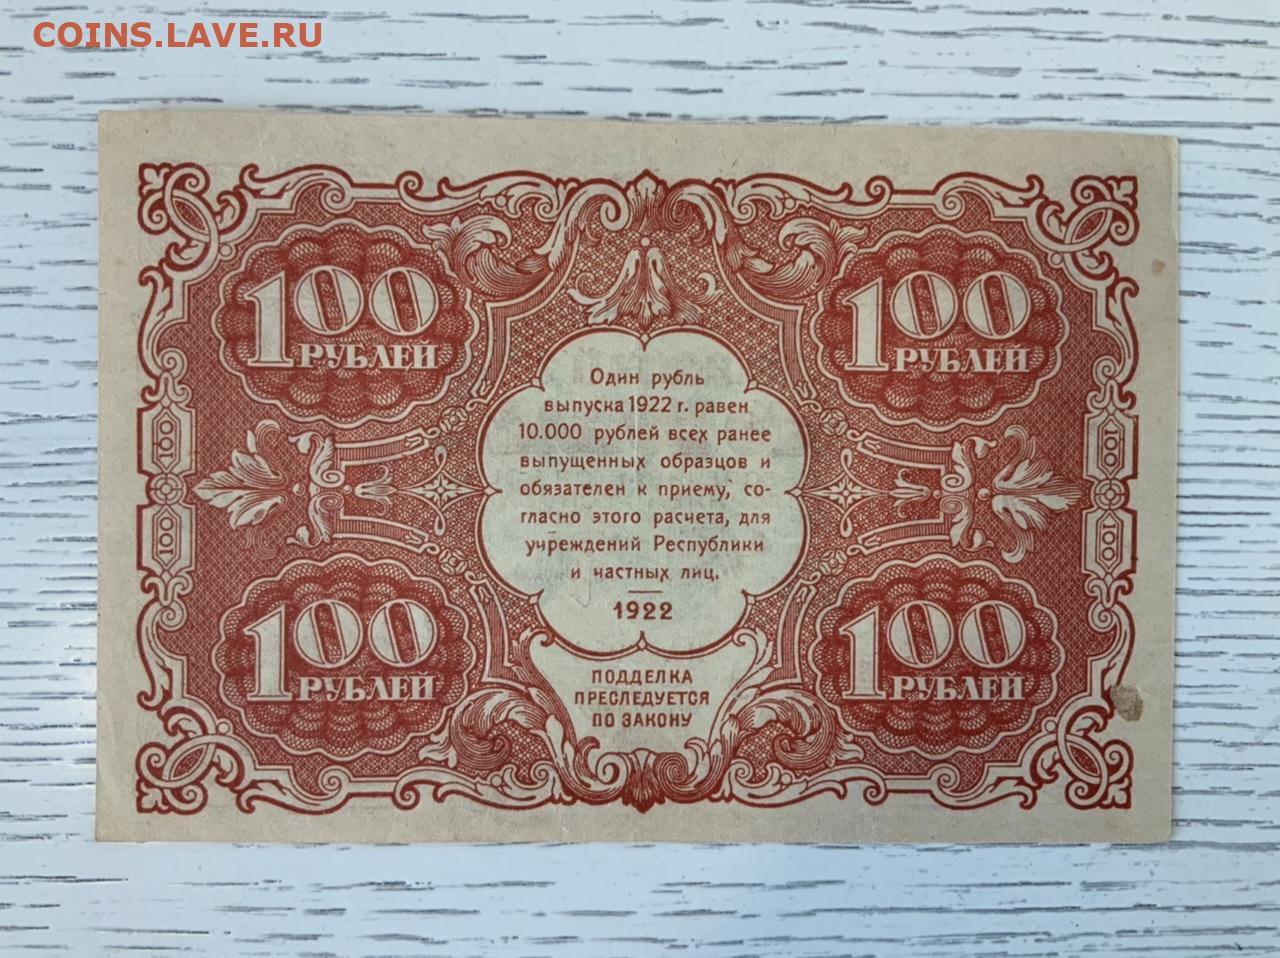 COINS.LAVE.RU
100
РУБЛЕЙ
100
РУБЛЕЙ
Один рубль
выпуска 1922 г. равен
10.000 рублей всех ранее
выпущенных образцов и
обязателен к приему, со-
гласно этого расчета, для
учреждений Республики
и частных лиц.
1922
100
100
100
100
100
РУБЛЕЙ
100
РУБЛЕЙ
ПОДДЕЛКА
ПРЕСЛЕДУЕТСЯ
ПО ЗАКОНУ